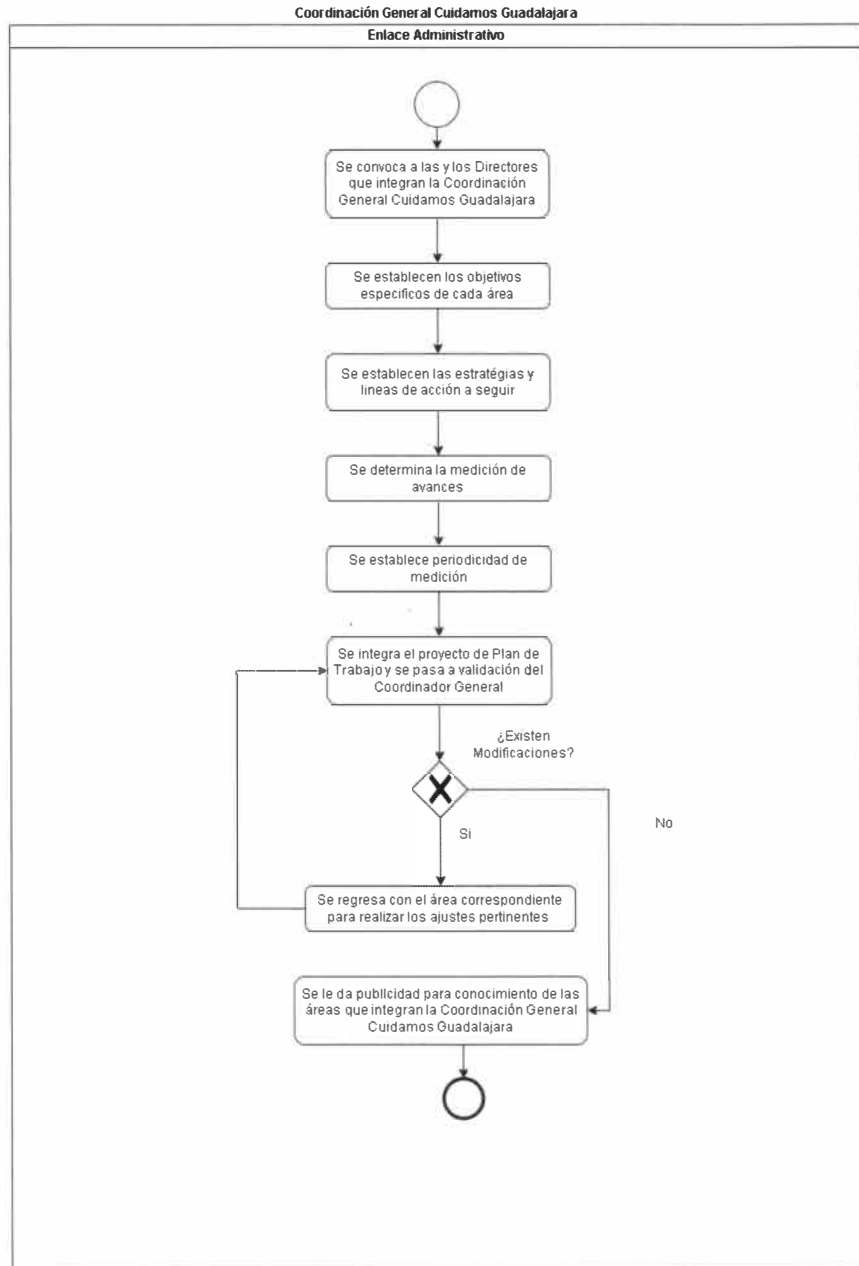 Coordinación General Cuidamos Guadalajara
Enlace Administrativo
Se convoca a las y los Directores
que integran la Coordinación
General Cuidamos Guadalajara
Se establecen los objetivos
especificos de cada área
Se establecen las estratégias y
lineas de acción a seguir
Se determina la medición de
avances
Se establece periodicidad de
medición
Se integra el proyecto de Plan de
Trabajo y se pasa a validación del
Coordinador General
¿Existen
Modificaciones?
No
Si
Se regresa con el área correspondiente
para realizar los ajustes pertinentes
Se le da publicidad para conocimiento de las
áreas que integran la Coordinación General
Cuidamos Guadalajara